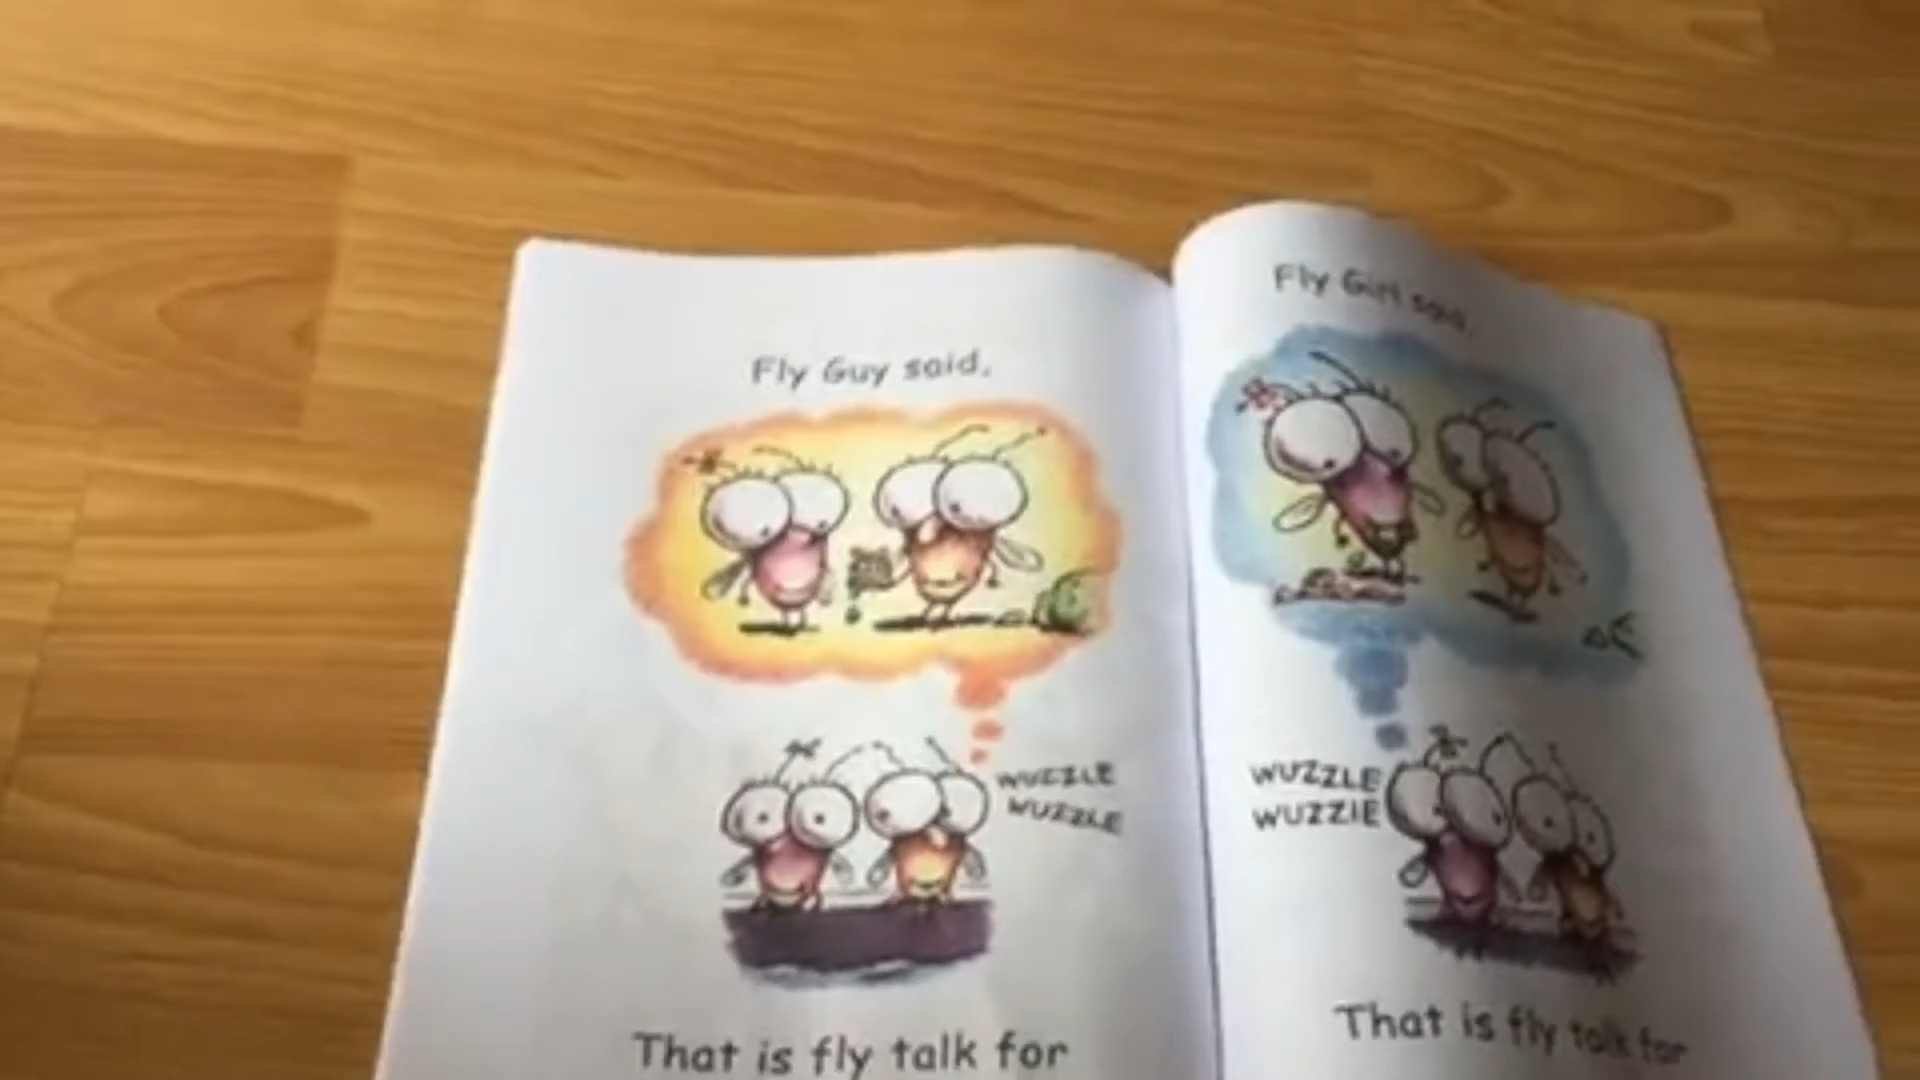 Fly Guy said,
WUZZLE
WUZZLE
That is fly talk for
Fly Girl said,
WUZZLE
WUZZIE
That is fly talk for